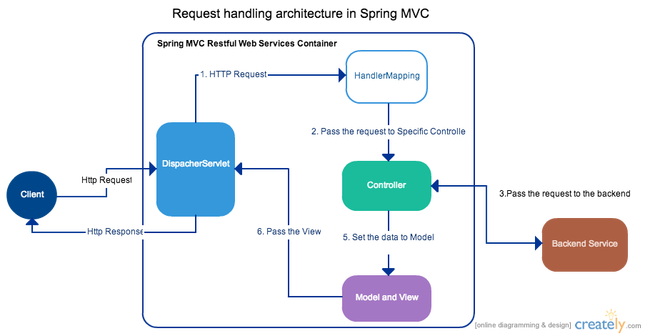 Request handling architecture in Spring MVC
Spring MVC Restful Web Services Container
1. HTTP Request
HandlerMapping
2. Pass the request to Specific Controlle
DispacherServlet
Http Request
Client
Controller
3.Pass the request to the backend
Http Response
6. Pass the View
5. Set the data to Model
Backend Service
Model and View
[online diagramming & design] creately.com